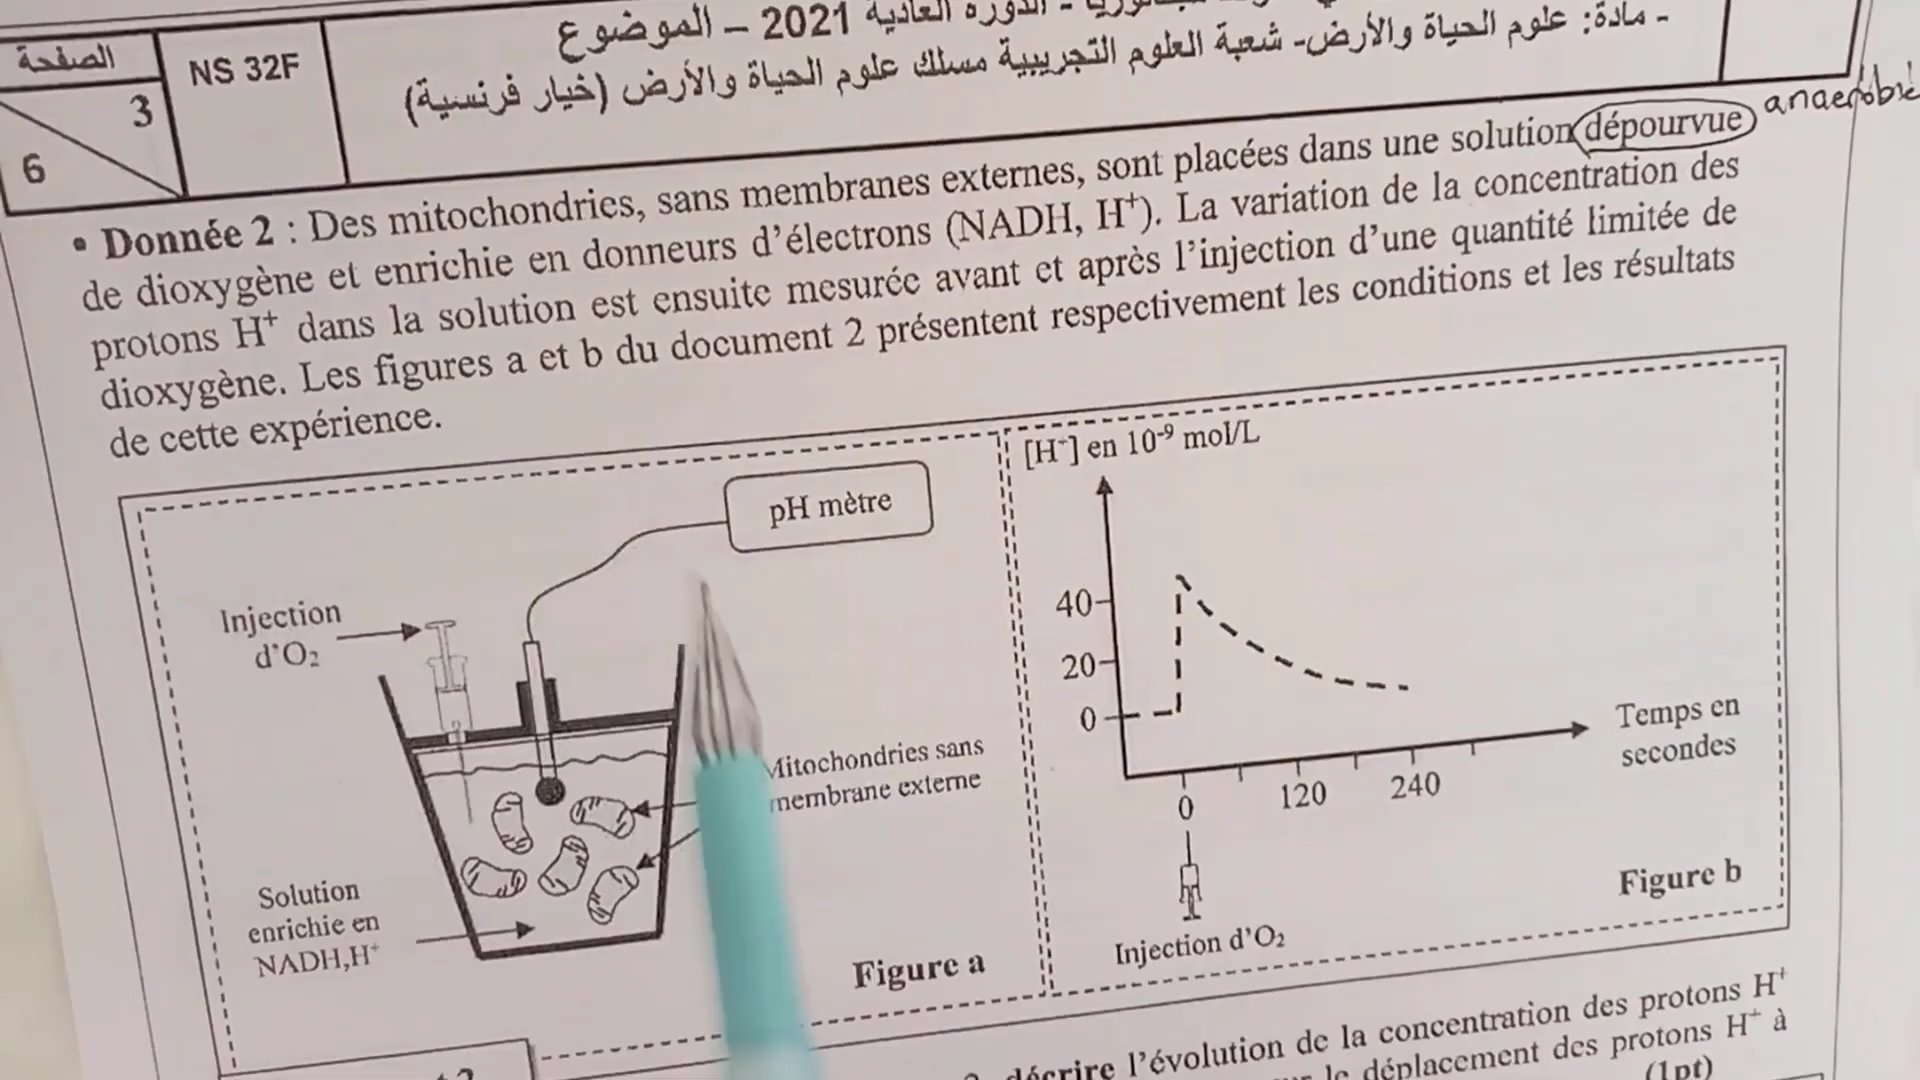 الدورة العادية 2021 – الموضوع
- مادة: علوم الحياة والأرض- شعبة العلوم التجريبية مسلك علوم الحياة والأرض (خيار فرنسية)
الصفحة
NS 32F
3
6
anaerobie
• Donnée 2 : Des mitochondries, sans membranes externes, sont placées dans une solution dépourvue
de dioxygène et enrichie en donneurs d'électrons (NADH, H⁺). La variation de la concentration des
protons H⁺ dans la solution est ensuite mesurée avant et après l'injection d'une quantité limitée de
dioxygène. Les figures a et b du document 2 présentent respectivement les conditions et les résultats
de cette expérience.
pH mètre
Injection
d'O₂
Mitochondries sans
membrane externe
Solution
enrichie en
NADH,H⁺
Figure a
[H⁺] en 10⁻⁹ mol/L
40
20
0
0
120
240
Temps en
secondes
Injection d'O₂
Figure b
décrire l'évolution de la concentration des protons H⁺
le déplacement des protons H⁺ à
(1pt)